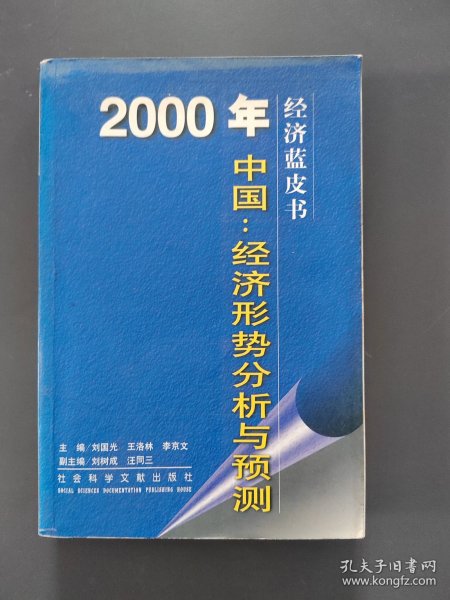 2000年
中国：经济形势分析与预测
经济蓝皮书
主 编/刘国光 王洛林 李京文
副主编/刘树成 汪同三
社会科学文献出版社
SOCIAL SCIENCES DOCUMENTATION PUBLISHING HOUSE
孔夫子旧书网
www.kongfz.com